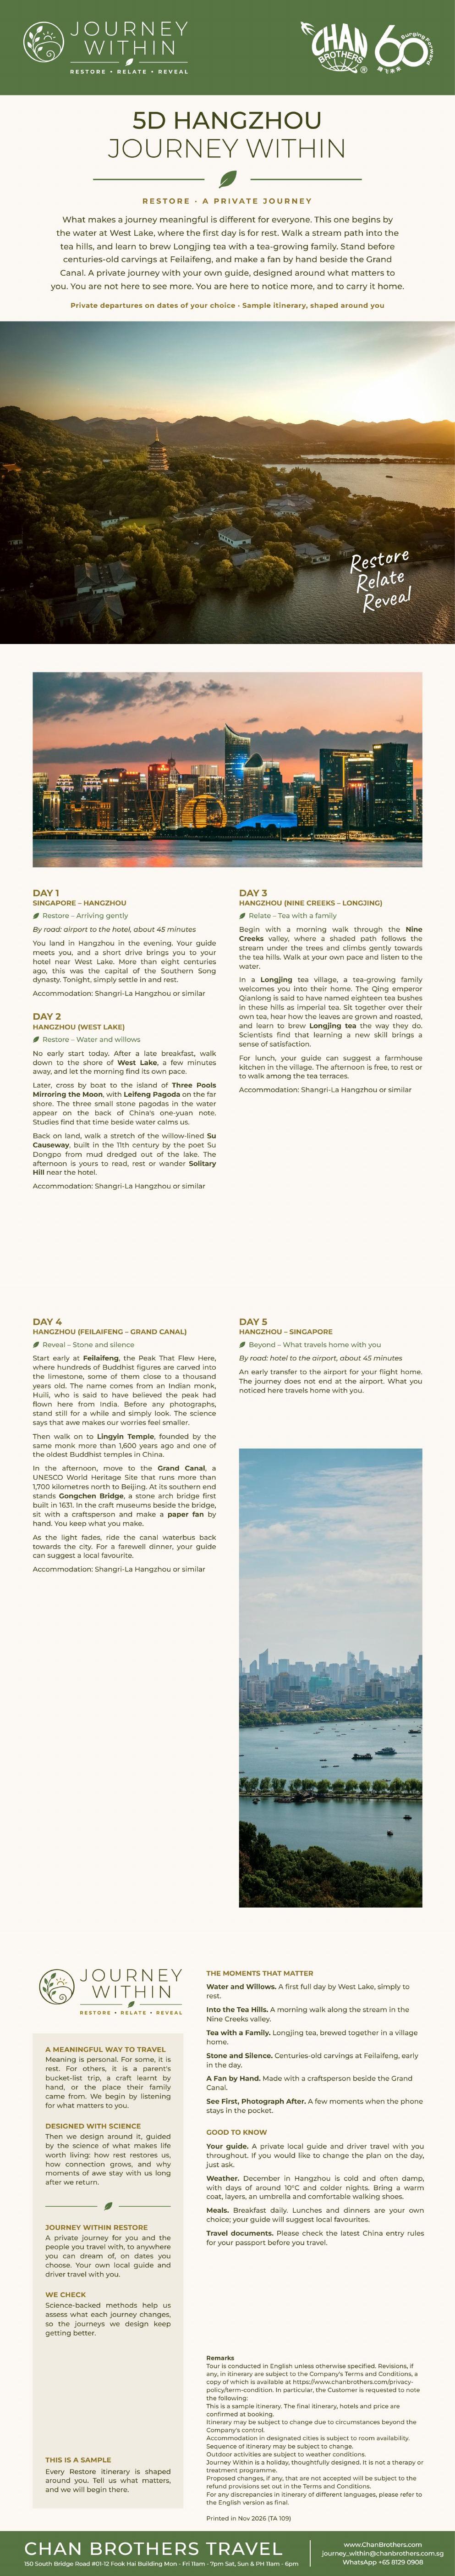 JOURNEY
WITHIN
RESTORE • RELATE • REVEAL
CHAN
BROTHERS
®
60
Surging Forward
5D HANGZHOU
JOURNEY WITHIN
RESTORE · A PRIVATE JOURNEY
What makes a journey meaningful is different for everyone. This one begins by
the water at West Lake, where the first day is for rest. Walk a stream path into the
tea hills, and learn to brew Longjing tea with a tea-growing family. Stand before
centuries-old carvings at Feilaifeng, and make a fan by hand beside the Grand
Canal. A private journey with your own guide, designed around what matters to
you. You are not here to see more. You are here to notice more, and to carry it home.
Private departures on dates of your choice · Sample itinerary, shaped around you
Restore
Relate
Reveal
DAY 1
SINGAPORE – HANGZHOU
Restore – Arriving gently
By road: airport to the hotel, about 45 minutes
You land in Hangzhou in the evening. Your guide
meets you, and a short drive brings you to your
hotel near West Lake. More than eight centuries
ago, this was the capital of the Southern Song
dynasty. Tonight, simply settle in and rest.
Accommodation: Shangri-La Hangzhou or similar
DAY 2
HANGZHOU (WEST LAKE)
Restore – Water and willows
No early start today. After a late breakfast, walk
down to the shore of West Lake, a few minutes
away, and let the morning find its own pace.
Later, cross by boat to the island of Three Pools
Mirroring the Moon, with Leifeng Pagoda on the far
shore. The three small stone pagodas in the water
appear on the back of China's one-yuan note.
Studies find that time beside water calms us.
Back on land, walk a stretch of the willow-lined Su
Causeway, built in the 11th century by the poet Su
Dongpo from mud dredged out of the lake. The
afternoon is yours to read, rest or wander Solitary
Hill near the hotel.
Accommodation: Shangri-La Hangzhou or similar
DAY 3
HANGZHOU (NINE CREEKS – LONGJING)
Relate – Tea with a family
Begin with a morning walk through the Nine
Creeks valley, where a shaded path follows the
stream under the trees and climbs gently towards
the tea hills. Walk at your own pace and listen to the
water.
In a Longjing tea village, a tea-growing family
welcomes you into their home. The Qing emperor
Qianlong is said to have named eighteen tea bushes
in these hills as imperial tea. Sit together over their
own tea, hear how the leaves are grown and roasted,
and learn to brew Longjing tea the way they do.
Scientists find that learning a new skill brings a
sense of satisfaction.
For lunch, your guide can suggest a farmhouse
kitchen in the village. The afternoon is free, to rest or
to walk among the tea terraces.
Accommodation: Shangri-La Hangzhou or similar
DAY 4
HANGZHOU (FEILAIFENG – GRAND CANAL)
Reveal – Stone and silence
Start early at Feilaifeng, the Peak That Flew Here,
where hundreds of Buddhist figures are carved into
the limestone, some of them close to a thousand
years old. The name comes from an Indian monk,
Huili, who is said to have believed the peak had
flown here from India. Before any photographs,
stand still for a while and simply look. The science
says that awe makes our worries feel smaller.
Then walk on to Lingyin Temple, founded by the
same monk more than 1,600 years ago and one of
the oldest Buddhist temples in China.
In the afternoon, move to the Grand Canal, a
UNESCO World Heritage Site that runs more than
1,700 kilometres north to Beijing. At its southern end
stands Gongchen Bridge, a stone arch bridge first
built in 1631. In the craft museums beside the bridge,
sit with a craftsperson and make a paper fan by
hand. You keep what you make.
As the light fades, ride the canal waterbus back
towards the city. For a farewell dinner, your guide
can suggest a local favourite.
Accommodation: Shangri-La Hangzhou or similar
DAY 5
HANGZHOU – SINGAPORE
Beyond – What travels home with you
By road: hotel to the airport, about 45 minutes
An early transfer to the airport for your flight home.
The journey does not end at the airport. What you
noticed here travels home with you.
JOURNEY
WITHIN
RESTORE • RELATE • REVEAL
A MEANINGFUL WAY TO TRAVEL
Meaning is personal. For some, it is
rest. For others, it is a parent's
bucket-list trip, a craft learnt by
hand, or the place their family
came from. We begin by listening
for what matters to you.
DESIGNED WITH SCIENCE
Then we design around it, guided
by the science of what makes life
worth living: how rest restores us,
how connection grows, and why
moments of awe stay with us long
after we return.
JOURNEY WITHIN RESTORE
A private journey for you and the
people you travel with, to anywhere
you can dream of, on dates you
choose. Your own local guide and
driver travel with you.
WE CHECK
Science-backed methods help us
assess what each journey changes,
so the journeys we design keep
getting better.
THIS IS A SAMPLE
Every Restore itinerary is shaped
around you. Tell us what matters,
and we will begin there.
THE MOMENTS THAT MATTER
Water and Willows. A first full day by West Lake, simply to
rest.
Into the Tea Hills. A morning walk along the stream in the
Nine Creeks valley.
Tea with a Family. Longjing tea, brewed together in a village
home.
Stone and Silence. Centuries-old carvings at Feilaifeng, early
in the day.
A Fan by Hand. Made with a craftsperson beside the Grand
Canal.
See First, Photograph After. A few moments when the phone
stays in the pocket.
GOOD TO KNOW
Your guide. A private local guide and driver travel with you
throughout. If you would like to change the plan on the day,
just ask.
Weather. December in Hangzhou is cold and often damp,
with days of around 10°C and colder nights. Bring a warm
coat, layers, an umbrella and comfortable walking shoes.
Meals. Breakfast daily. Lunches and dinners are your own
choice; your guide will suggest local favourites.
Travel documents. Please check the latest China entry rules
for your passport before you travel.
Remarks
Tour is conducted in English unless otherwise specified. Revisions, if
any, in itinerary are subject to the Company's Terms and Conditions, a
copy of which is available at https://www.chanbrothers.com/privacy-
policy/term-condition. In particular, the Customer is requested to note
the following:
This is a sample itinerary. The final itinerary, hotels and price are
confirmed at booking.
Itinerary may be subject to change due to circumstances beyond the
Company's control.
Accommodation in designated cities is subject to room availability.
Sequence of itinerary may be subject to change.
Outdoor activities are subject to weather conditions.
Journey Within is a holiday, thoughtfully designed. It is not a therapy or
treatment programme.
Proposed changes, if any, that are not accepted will be subject to the
refund provisions set out in the Terms and Conditions.
For any discrepancies in itinerary of different languages, please refer to
the English version as final.
Printed in Nov 2026 (TA 109)
CHAN BROTHERS TRAVEL
150 South Bridge Road #01-12 Fook Hai Building Mon - Fri 11am - 7pm Sat, Sun & PH 11am - 6pm
www.ChanBrothers.com
journey_within@chanbrothers.com.sg
WhatsApp +65 8129 0908